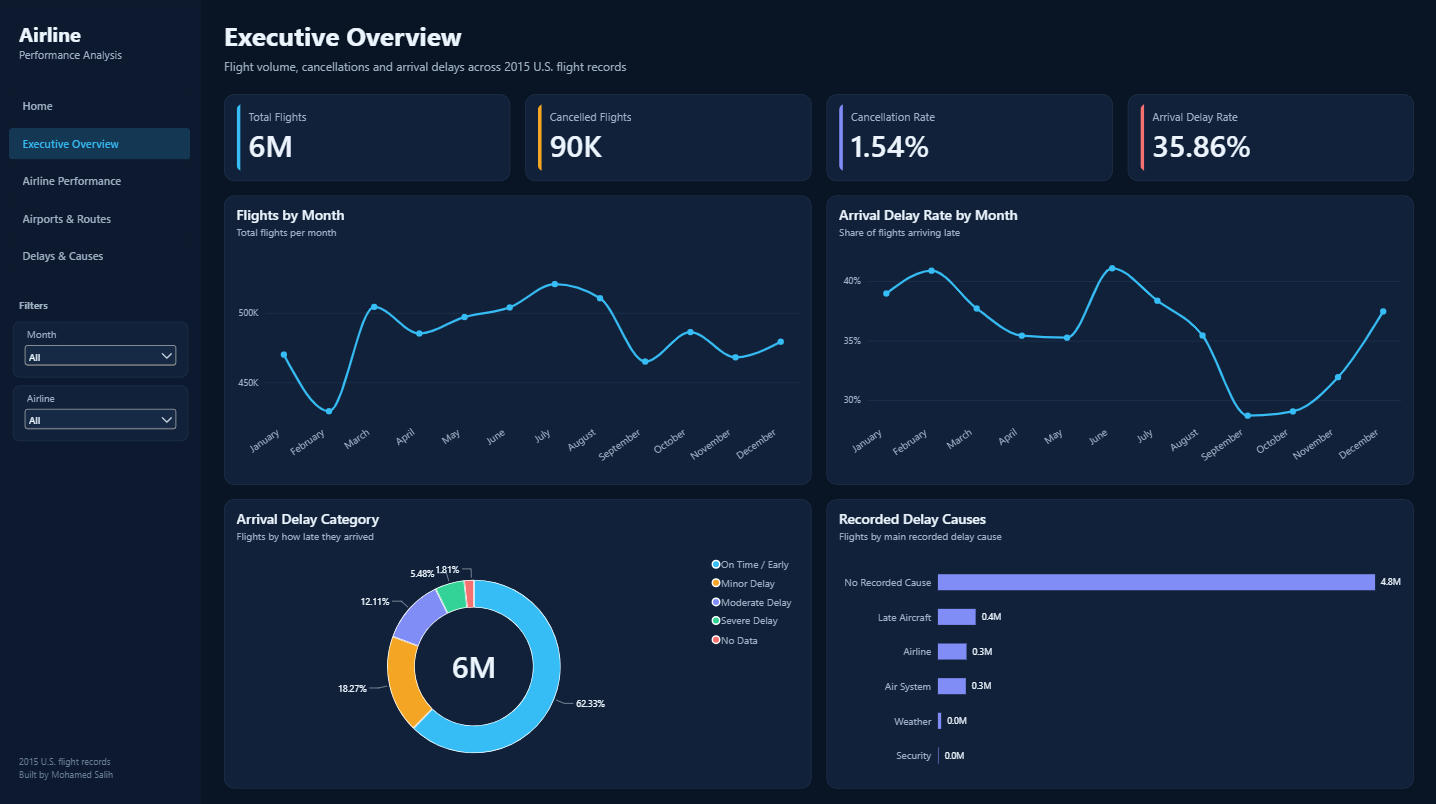 Airline
Performance Analysis
Home
Executive Overview
Airline Performance
Airports & Routes
Delays & Causes
Filters
Month
All
Airline
All
2015 U.S. flight records
Built by Mohamed Salih
Executive Overview
Flight volume, cancellations and arrival delays across 2015 U.S. flight records
Total Flights
6M
Cancelled Flights
90K
Cancellation Rate
1.54%
Arrival Delay Rate
35.86%
Flights by Month
Total flights per month
500K
450K
January
February
March
April
May
June
July
August
September
October
November
December
Arrival Delay Rate by Month
Share of flights arriving late
40%
35%
30%
January
February
March
April
May
June
July
August
September
October
November
December
Arrival Delay Category
Flights by how late they arrived
5.48%
1.81%
12.11%
18.27%
62.33%
6M
On Time / Early
Minor Delay
Moderate Delay
Severe Delay
No Data
Recorded Delay Causes
Flights by main recorded delay cause
No Recorded Cause 4.8M
Late Aircraft 0.4M
Airline 0.3M
Air System 0.3M
Weather 0.0M
Security 0.0M